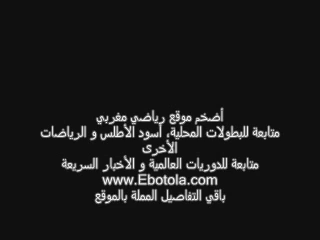 أضخم موقع رياضي مغربي
متابعة للبطولات المحلية، أسود الأطلس و الرياضات
الأخرى
متابعة للدوريات العالمية و الأخبار السريعة
www.Ebotola.com
باقي التفاصيل المملة بالموقع